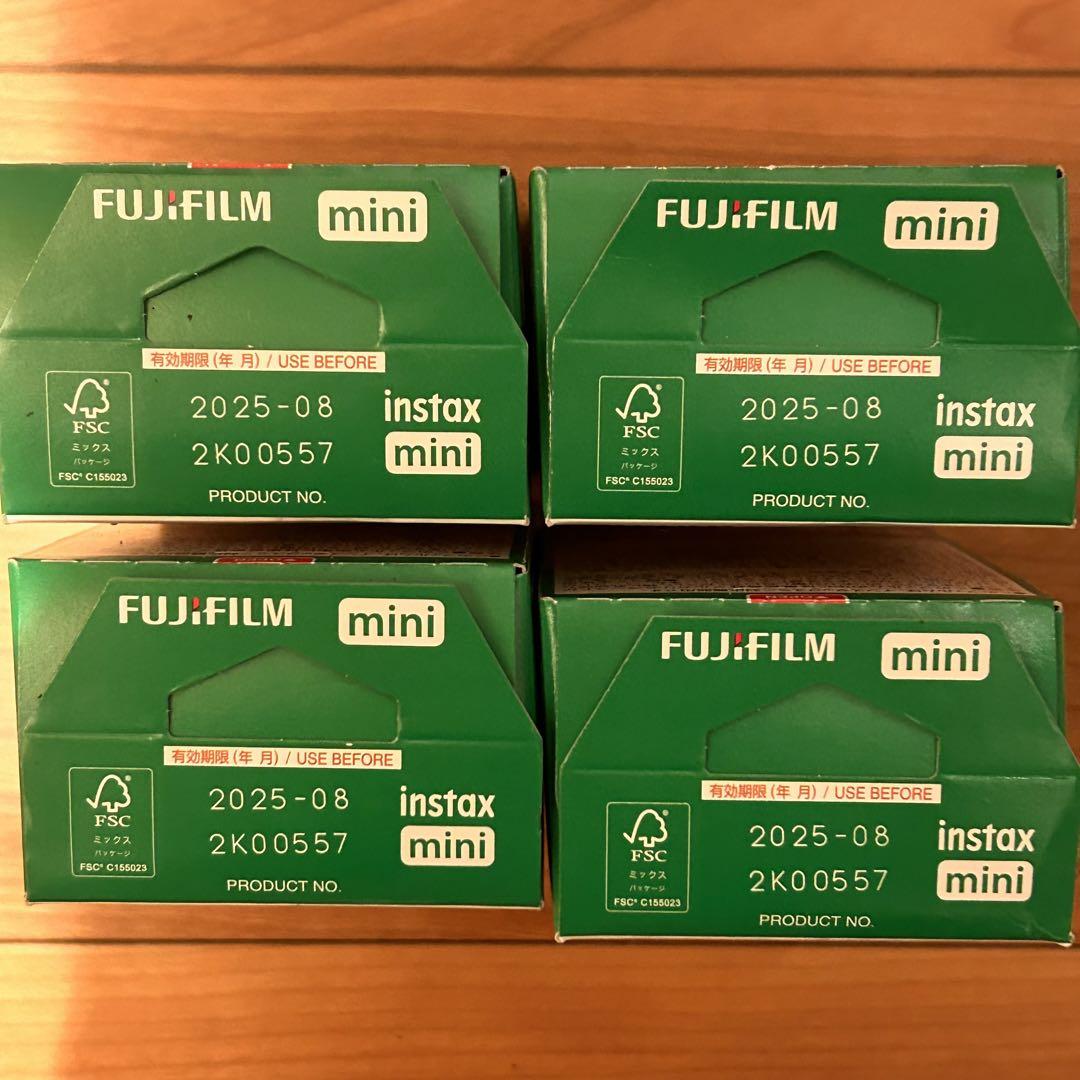 FUJIFILM mini
有効期限(年 月) / USE BEFORE
FSC
ミックス
パッケージ
FSC® C155023
2025-08
2K00557
PRODUCT NO.
instax
mini
FUJIFILM mini
有効期限(年 月) / USE BEFORE
FSC
ミックス
パッケージ
FSC® C155023
2025-08
2K00557
PRODUCT NO.
instax
mini
FUJIFILM mini
有効期限(年 月) / USE BEFORE
FSC
ミックス
パッケージ
FSC® C155023
2025-08
2K00557
PRODUCT NO.
instax
mini
FUJIFILM mini
有効期限(年 月) / USE BEFORE
FSC
ミックス
パッケージ
FSC® C155023
2025-08
2K00557
PRODUCT NO.
instax
mini